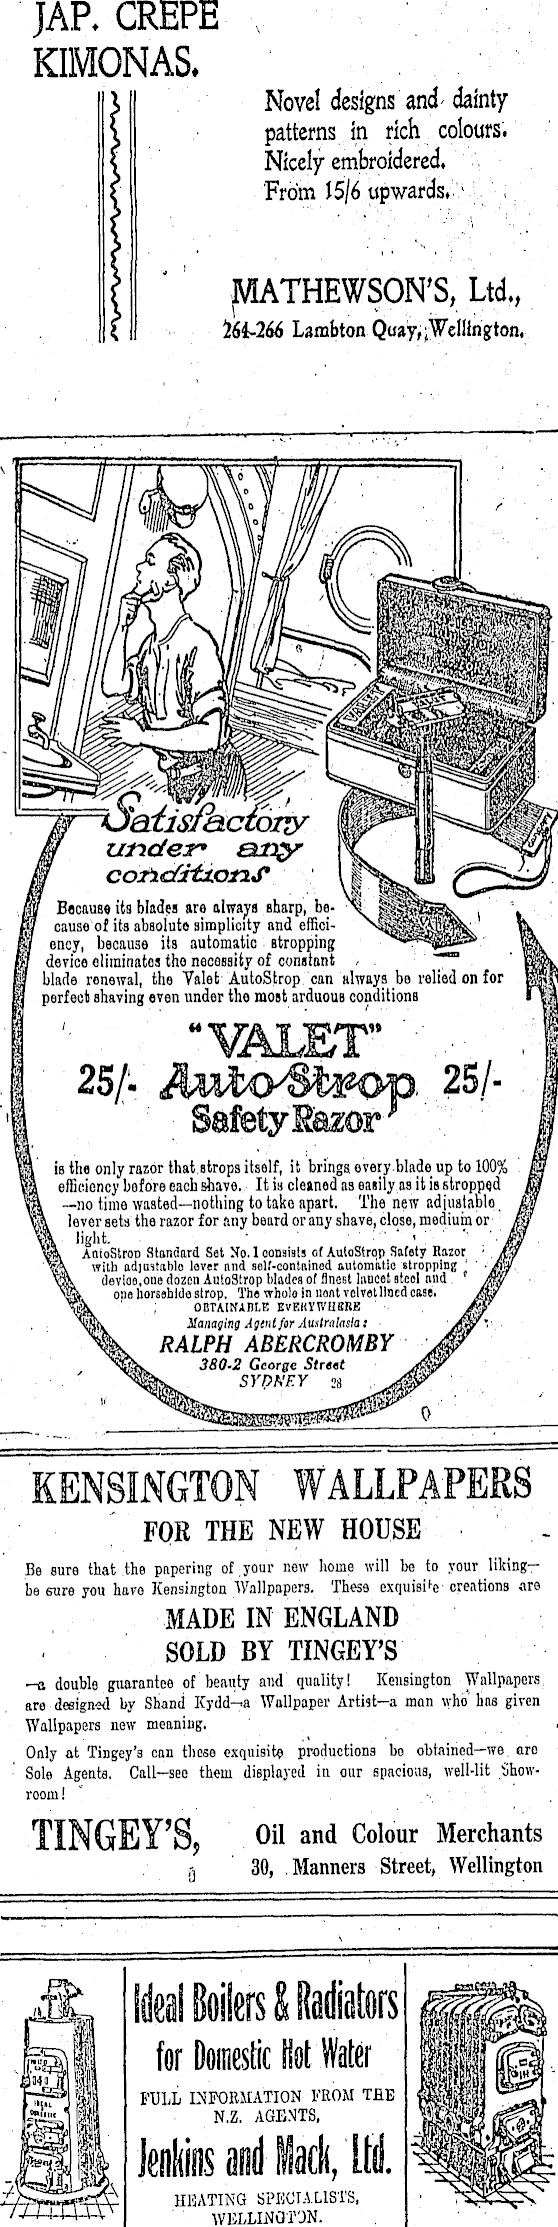 JAP. CREPE
KIMONAS.
Novel designs and dainty
patterns in rich colours.
Nicely embroidered.
From 15/6 upwards.
MATHEWSON'S, Ltd.,
264-266 Lambton Quay, Wellington.
Satisfactory
under any
conditions
Because its blades are always sharp, be-
cause of its absolute simplicity and effici-
ency, because its automatic stropping
device eliminates the necessity of constant
blade renewal, the Valet AutoStrop can always be relied on for
perfect shaving even under the most arduous conditions
"VALET"
25/- AutoStrop 25/-
Safety Razor
is the only razor that strops itself, it brings every blade up to 100%
efficiency before each shave. It is cleaned as easily as it is stropped
—no time wasted—nothing to take apart. The new adjustable
lever sets the razor for any beard or any shave, close, medium or
light.
AutoStrop Standard Set No. 1 consists of AutoStrop Safety Razor
with adjustable lever and self-contained automatic stropping
device, one dozen AutoStrop blades of finest lancet steel and
one horsehide strop. The whole in neat velvet lined case.
OBTAINABLE EVERYWHERE
Managing Agent for Australasia:
RALPH ABERCROMBY
380-2 George Street
SYDNEY 28
KENSINGTON WALLPAPERS
FOR THE NEW HOUSE
Be sure that the papering of your new home will be to your liking—
be sure you have Kensington Wallpapers. These exquisite creations are
MADE IN ENGLAND
SOLD BY TINGEY'S
—a double guarantee of beauty and quality! Kensington Wallpapers
are designed by Shand Kydd—a Wallpaper Artist—a man who has given
Wallpapers new meaning.
Only at Tingey's can these exquisite productions be obtained—we are
Sole Agents. Call—see them displayed in our spacious, well-lit Show-
room!
TINGEY'S, Oil and Colour Merchants
30, Manners Street, Wellington
Ideal Boilers & Radiators
for Domestic Hot Water
FULL INFORMATION FROM THE
N.Z. AGENTS,
Jenkins and Mack, Ltd.
HEATING SPECIALISTS,
WELLINGTON.